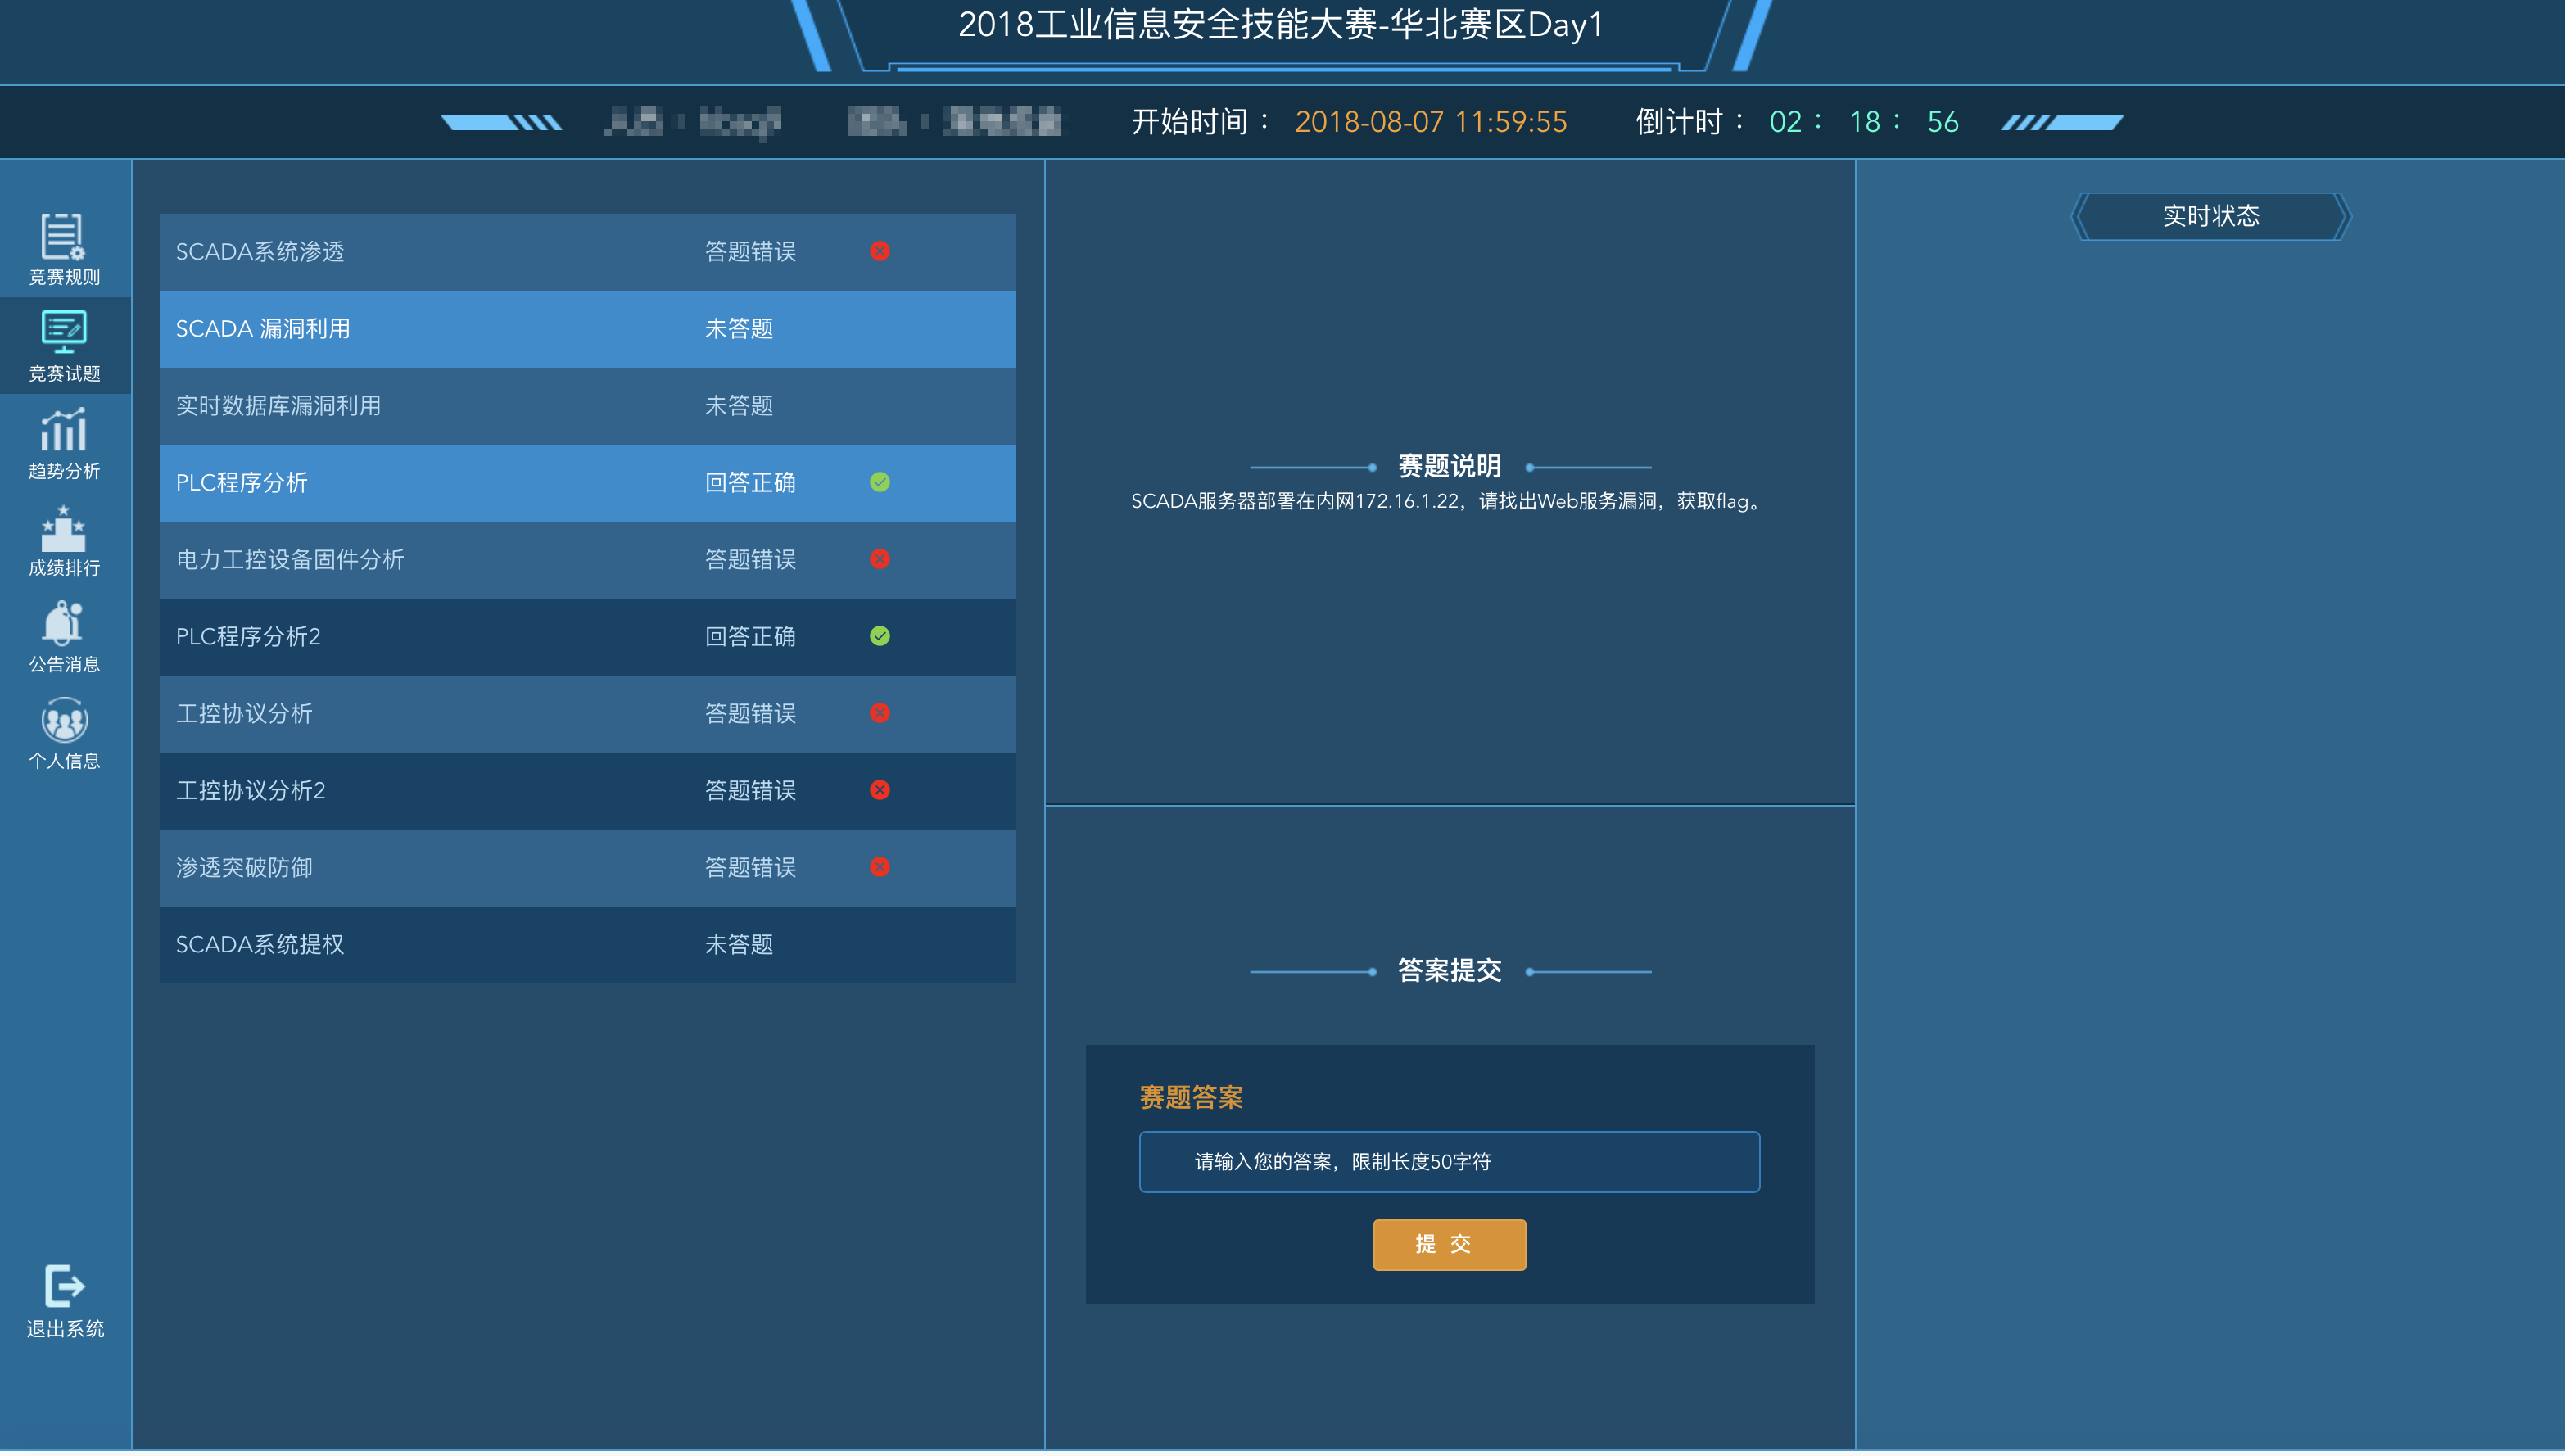 2018工业信息安全技能大赛-华北赛区Day1
开始时间： 2018-08-07 11:59:55 倒计时： 02： 18： 56
竞赛规则
竞赛试题
趋势分析
成绩排行
公告消息
个人信息
退出系统
SCADA系统渗透 答题错误
SCADA 漏洞利用 未答题
实时数据库漏洞利用 未答题
PLC程序分析 回答正确
电力工控设备固件分析 答题错误
PLC程序分析2 回答正确
工控协议分析 答题错误
工控协议分析2 答题错误
渗透突破防御 答题错误
SCADA系统提权 未答题
赛题说明
SCADA服务器部署在内网172.16.1.22，请找出Web服务漏洞，获取flag。
答案提交
赛题答案
请输入您的答案，限制长度50字符
提 交
实时状态